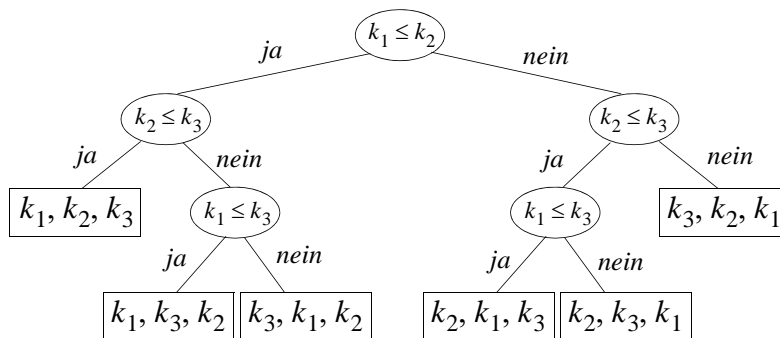 k₁ ≤ k₂
ja nein
k₂ ≤ k₃ k₂ ≤ k₃
ja nein ja nein
k₁, k₂, k₃ k₁ ≤ k₃ k₁ ≤ k₃ k₃, k₂, k₁
ja nein ja nein
k₁, k₃, k₂ k₃, k₁, k₂ k₂, k₁, k₃ k₂, k₃, k₁